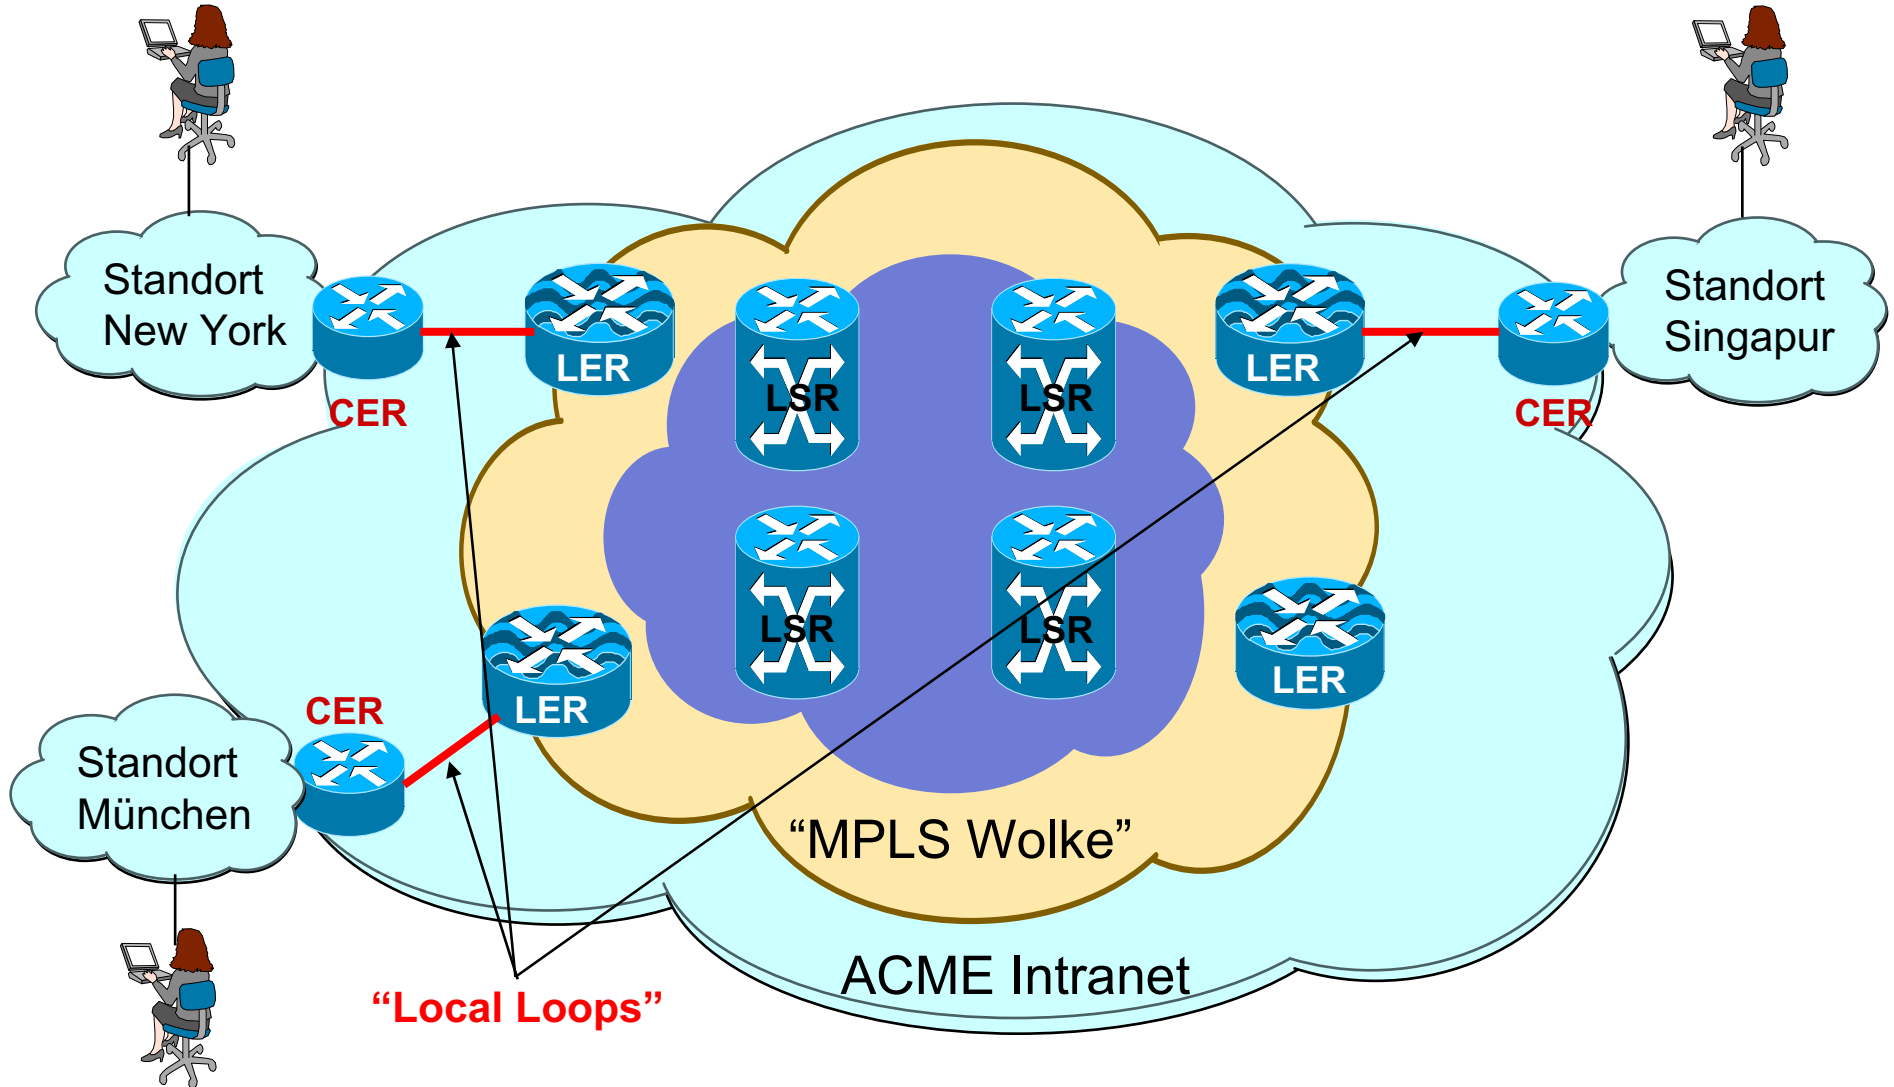 Standort
New York
CER
LER
LSR
LSR
LER
CER
Standort
Singapur
LSR
LSR
LER
LER
CER
Standort
München
“MPLS Wolke”
ACME Intranet
“Local Loops”